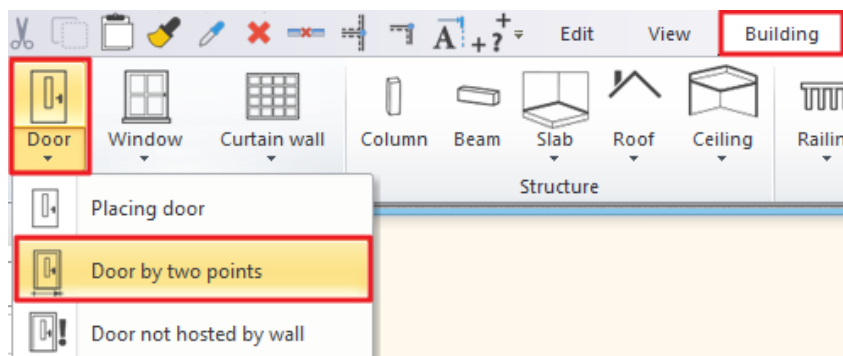 Edit View Building
Door Window Curtain wall Column Beam Slab Roof Ceiling
Structure
Placing door
Door by two points
Door not hosted by wall